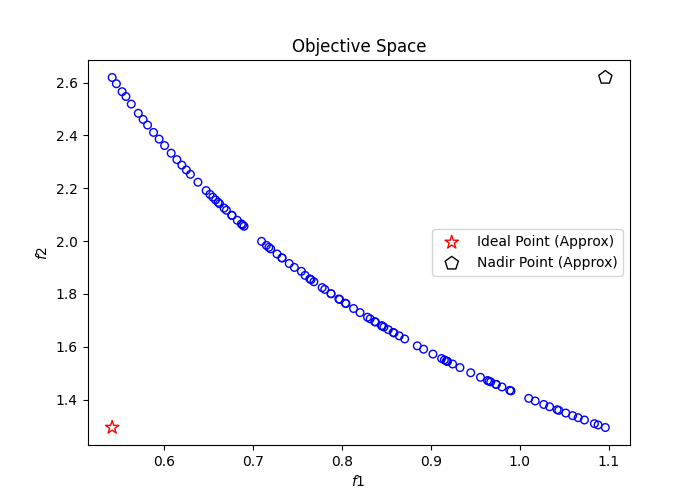 Objective Space
2.6
2.4
2.2
2.0
1.8
1.6
1.4
f2
Ideal Point (Approx)
Nadir Point (Approx)
0.6 0.7 0.8 0.9 1.0 1.1
f1